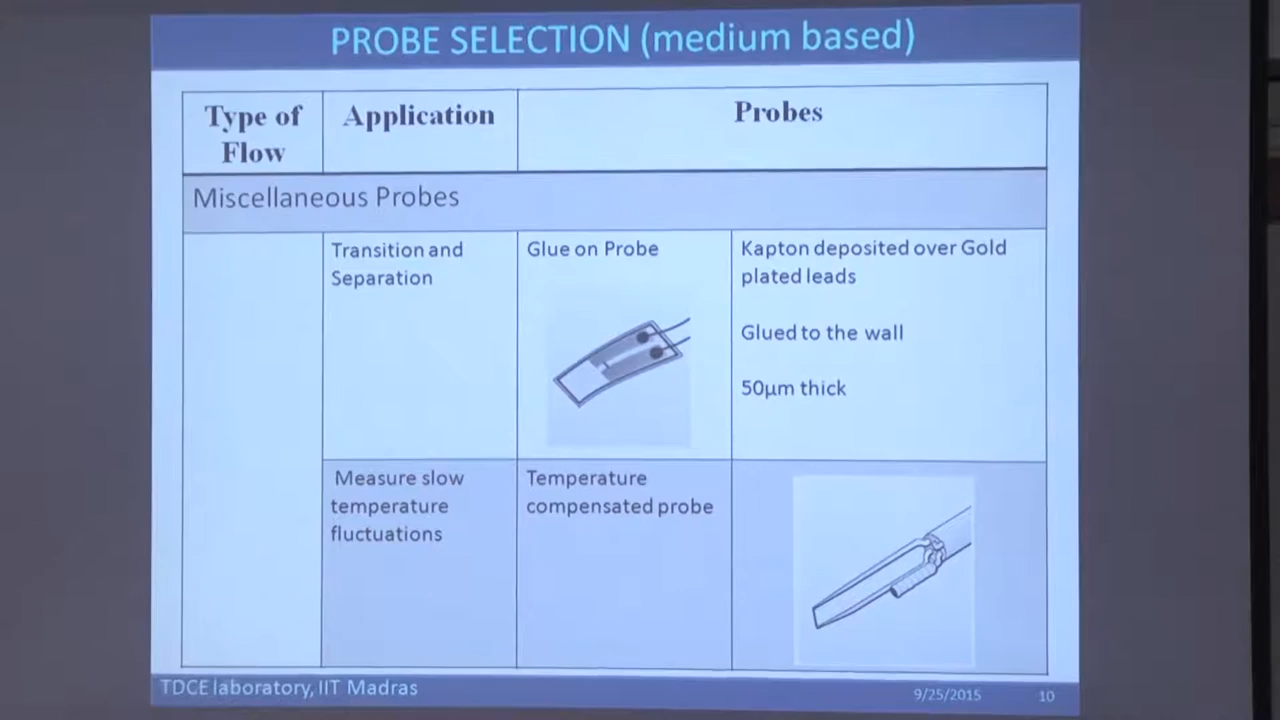 PROBE SELECTION (medium based)
Type of
Flow
Application
Probes
Miscellaneous Probes
Transition and
Separation
Glue on Probe
Kapton deposited over Gold
plated leads
Glued to the wall
50μm thick
Measure slow
temperature
fluctuations
Temperature
compensated probe
TDCE laboratory, IIT Madras
9/25/2015
10